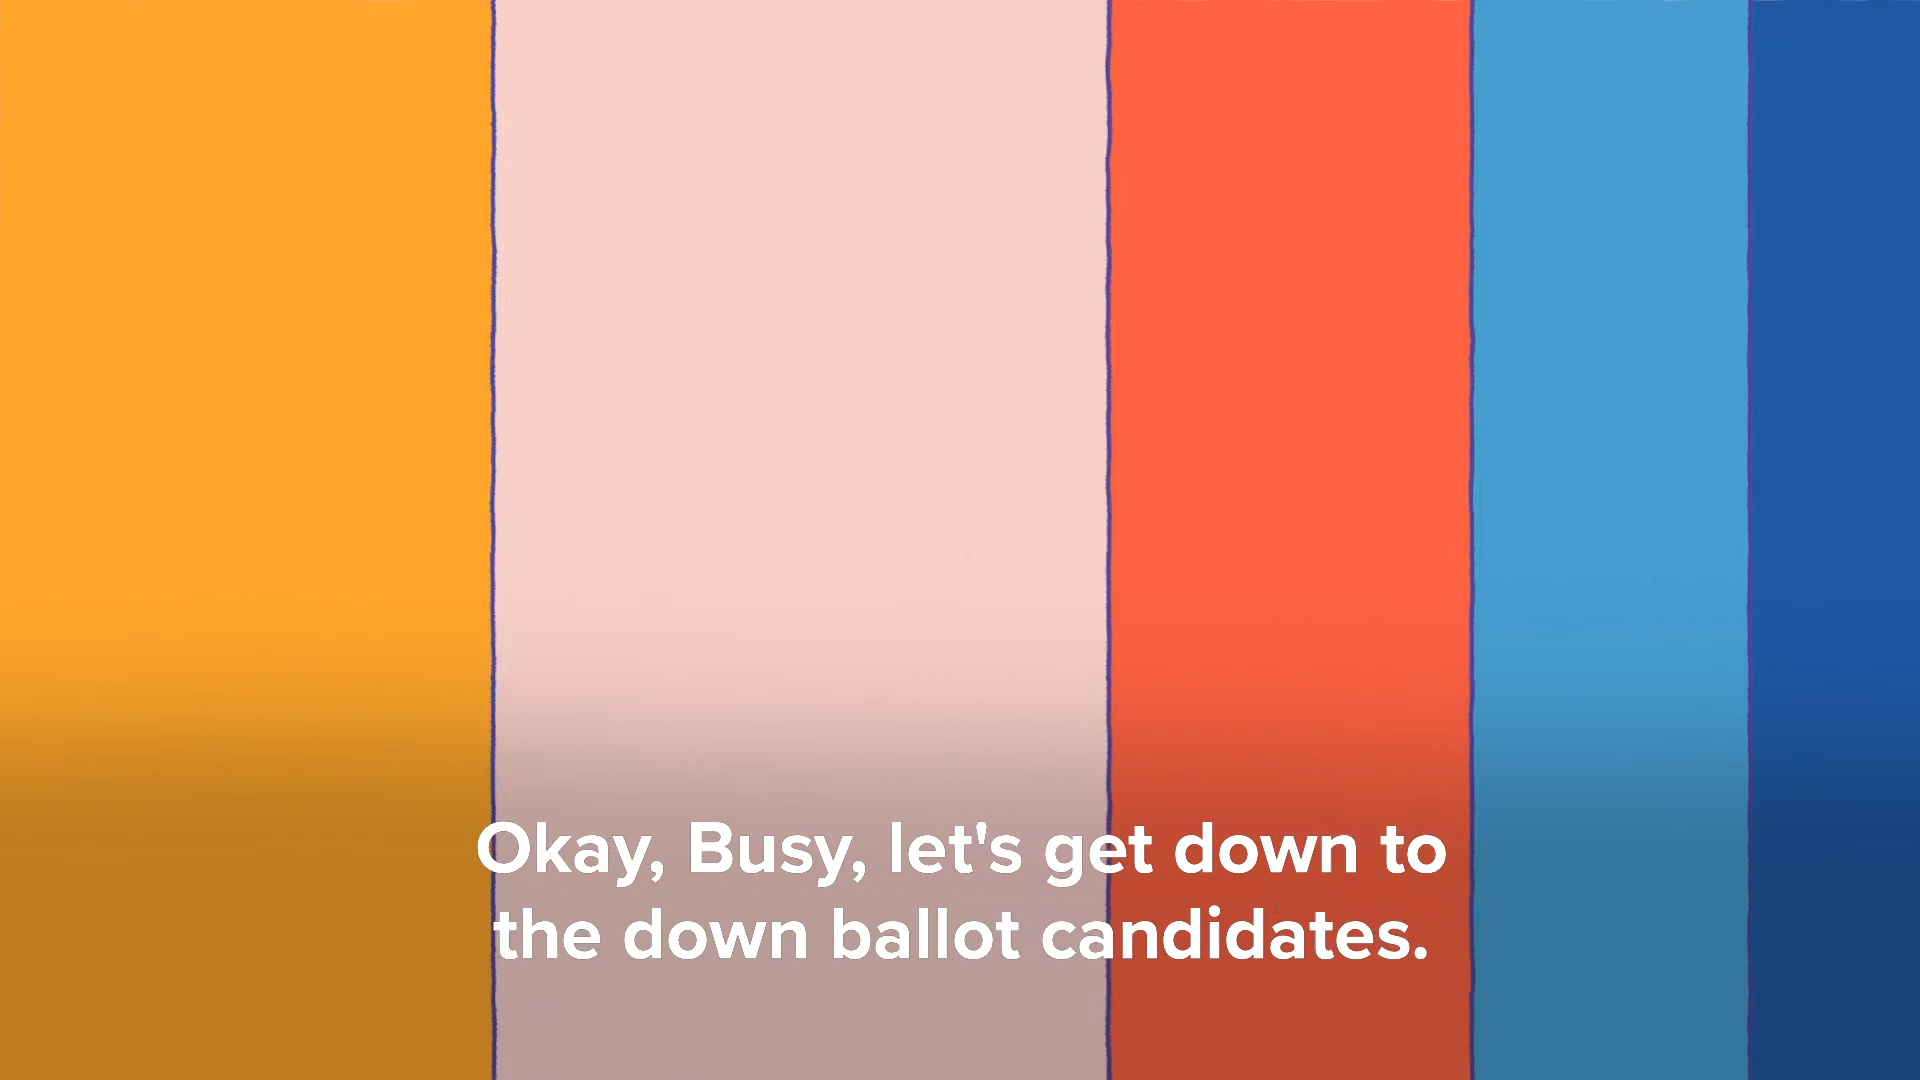 Okay, Busy, let's get down to
the down ballot candidates.